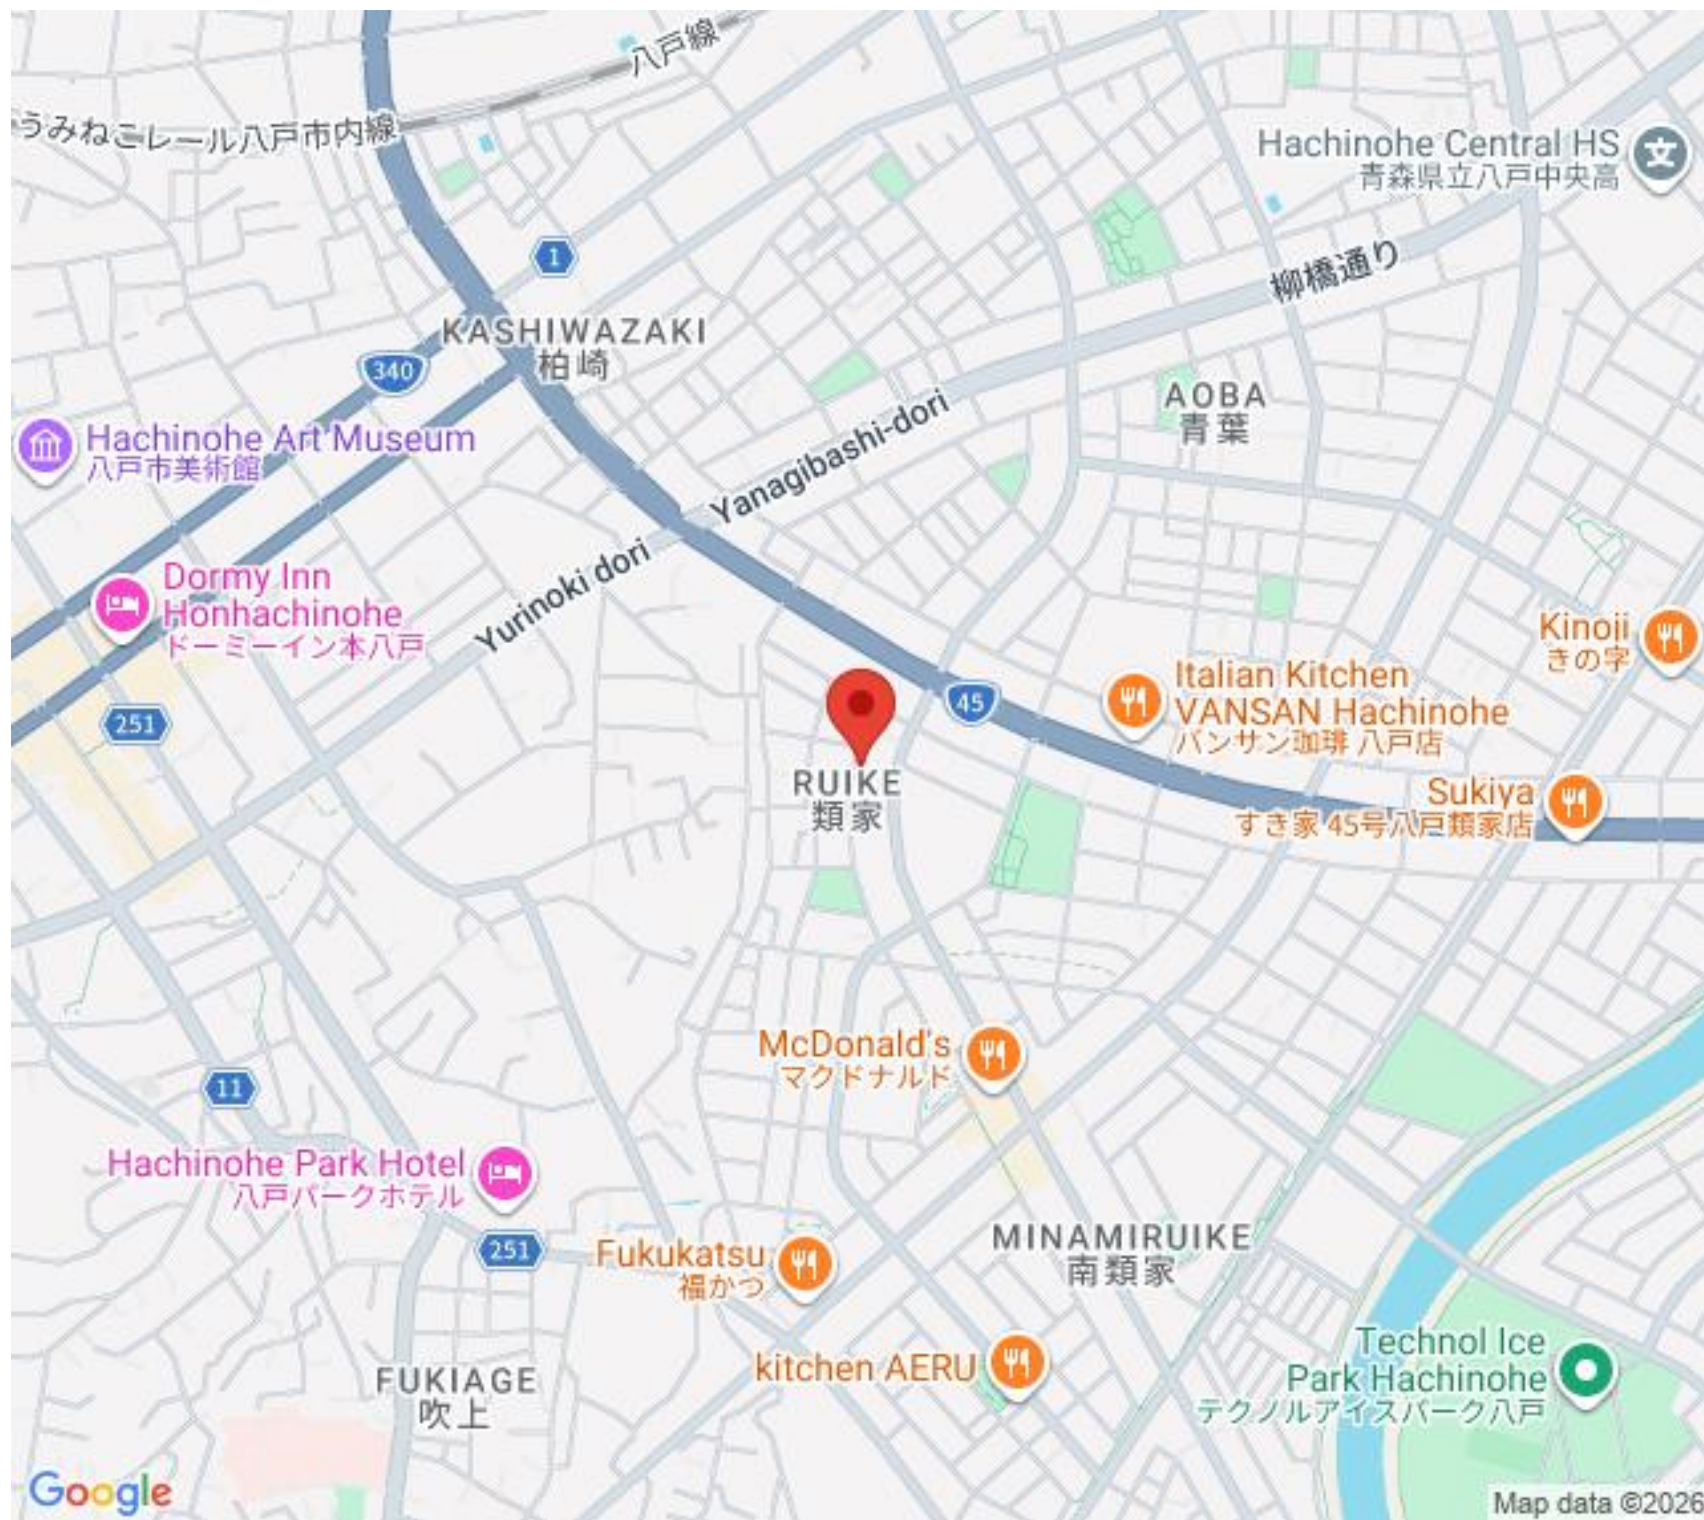 八戸線
うみねこレール八戸市内線
Hachinohe Central HS
青森県立八戸中央高
1
柳橋通り
KASHIWAZAKI
柏崎
340
AOBA
青葉
Hachinohe Art Museum
八戸市美術館
Yanagibashi-dori
Yurinoki dori
Dormy Inn
Honhachinohe
ドーミーイン本八戸
Kinoji
きの字
251
45
Italian Kitchen
VANSAN Hachinohe
バンサン珈琲 八戸店
RUIKE
類家
Sukiya
すき家 45号八戸類家店
McDonald's
マクドナルド
11
Hachinohe Park Hotel
八戸パークホテル
251
Fukukatsu
福かつ
MINAMIRUIKE
南類家
kitchen AERU
Technol Ice
Park Hachinohe
テクノルアイスパーク八戸
FUKIAGE
吹上
Google
Map data ©2026